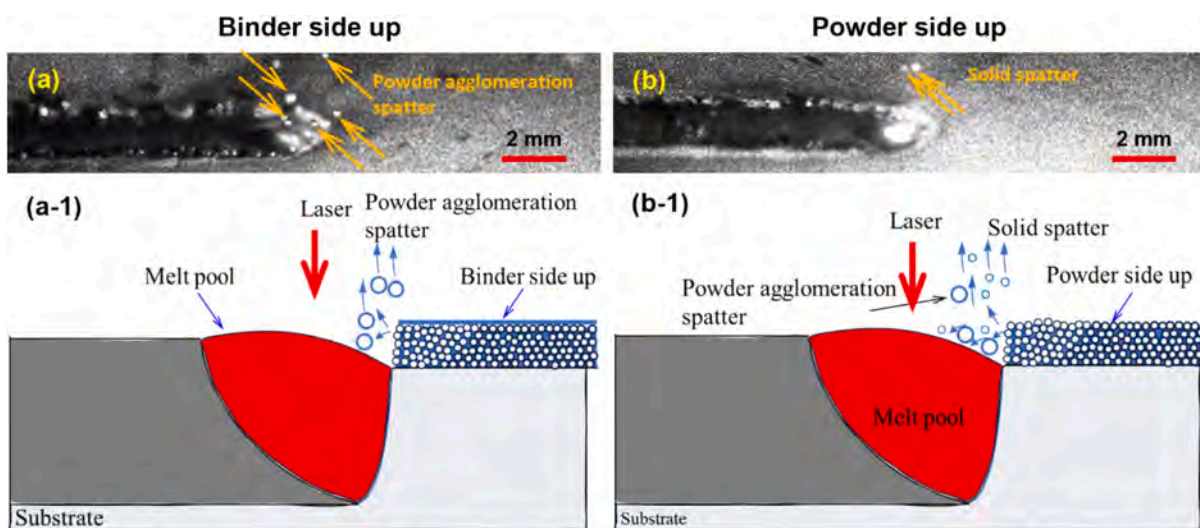 Binder side up
Powder side up
(a)
Powder agglomeration
spatter
2 mm
(b)
Solid spatter
2 mm
(a-1)
Laser
Powder agglomeration
spatter
Melt pool
Binder side up
Substrate
(b-1)
Laser
Solid spatter
Powder agglomeration
spatter
Powder side up
Melt pool
Substrate